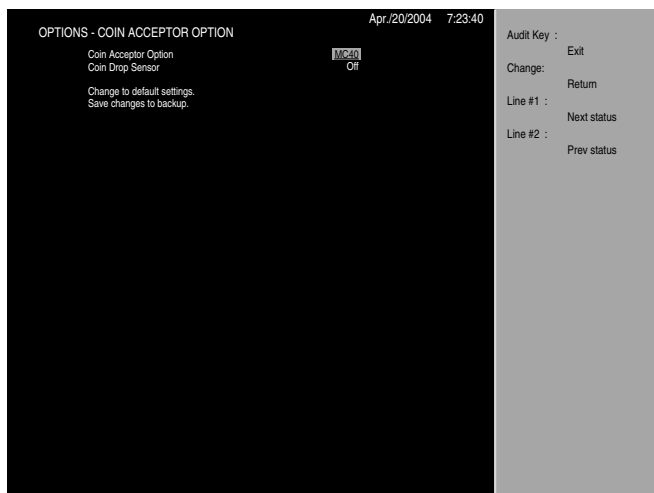 Apr./20/2004 7:23:40
OPTIONS - COIN ACCEPTOR OPTION
Coin Acceptor Option MC40
Coin Drop Sensor Off
Change to default settings.
Save changes to backup.
Audit Key :
Exit
Change:
Return
Line #1 :
Next status
Line #2 :
Prev status